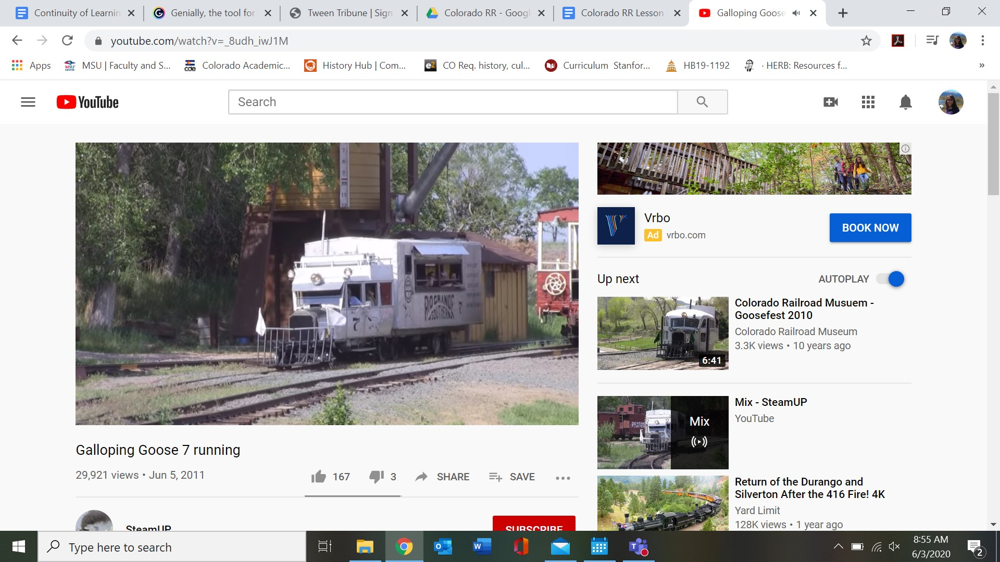 Continuity of Learnin
Genially, the tool for
Tween Tribune | Sign
Colorado RR - Googl
Colorado RR Lesson
Galloping Goose
youtube.com/watch?v=_8udh_iwJ1M
Apps
MSU | Faculty and S...
Colorado Academic...
History Hub | Com...
CO Req. history, cul...
Curriculum Stanfor...
HB19-1192
· HERB: Resources f...
»
YouTube
Search
RIO GRANDE
SOUTHERN
7
7
Galloping Goose 7 running
29,921 views • Jun 5, 2011
167
3
SHARE
SAVE
SteamUP
SUBSCRIBE
Vrbo
Ad vrbo.com
BOOK NOW
Up next
AUTOPLAY
6:41
Colorado Railroad Musuem -
Goosefest 2010
Colorado Railroad Museum
3.3K views • 10 years ago
Mix
Mix - SteamUP
YouTube
Return of the Durango and
Silverton After the 416 Fire! 4K
Yard Limit
128K views • 1 year ago
Type here to search
8:55 AM
6/3/2020
2